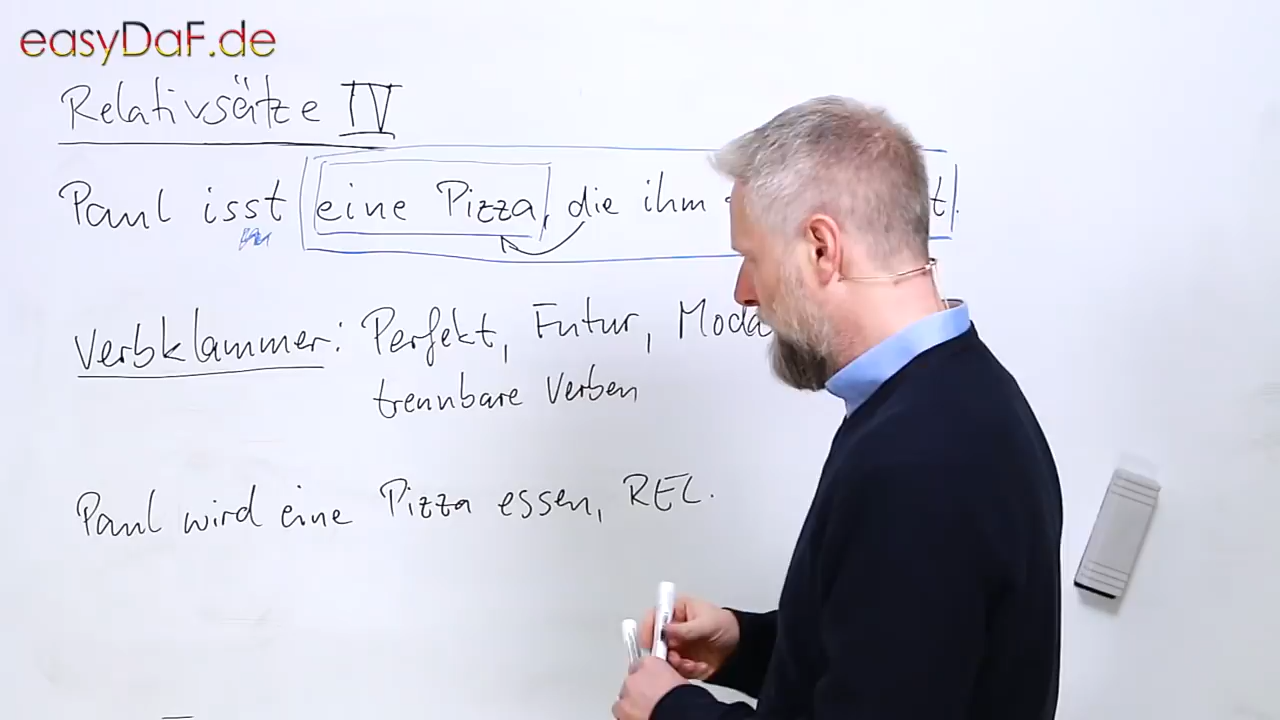 easyDaF.de
Relativsätze IV
Paul isst eine Pizza, die ihm
Verbklammer: Perfekt, Futur,
trennbare Verben
Paul wird eine Pizza essen, REL.